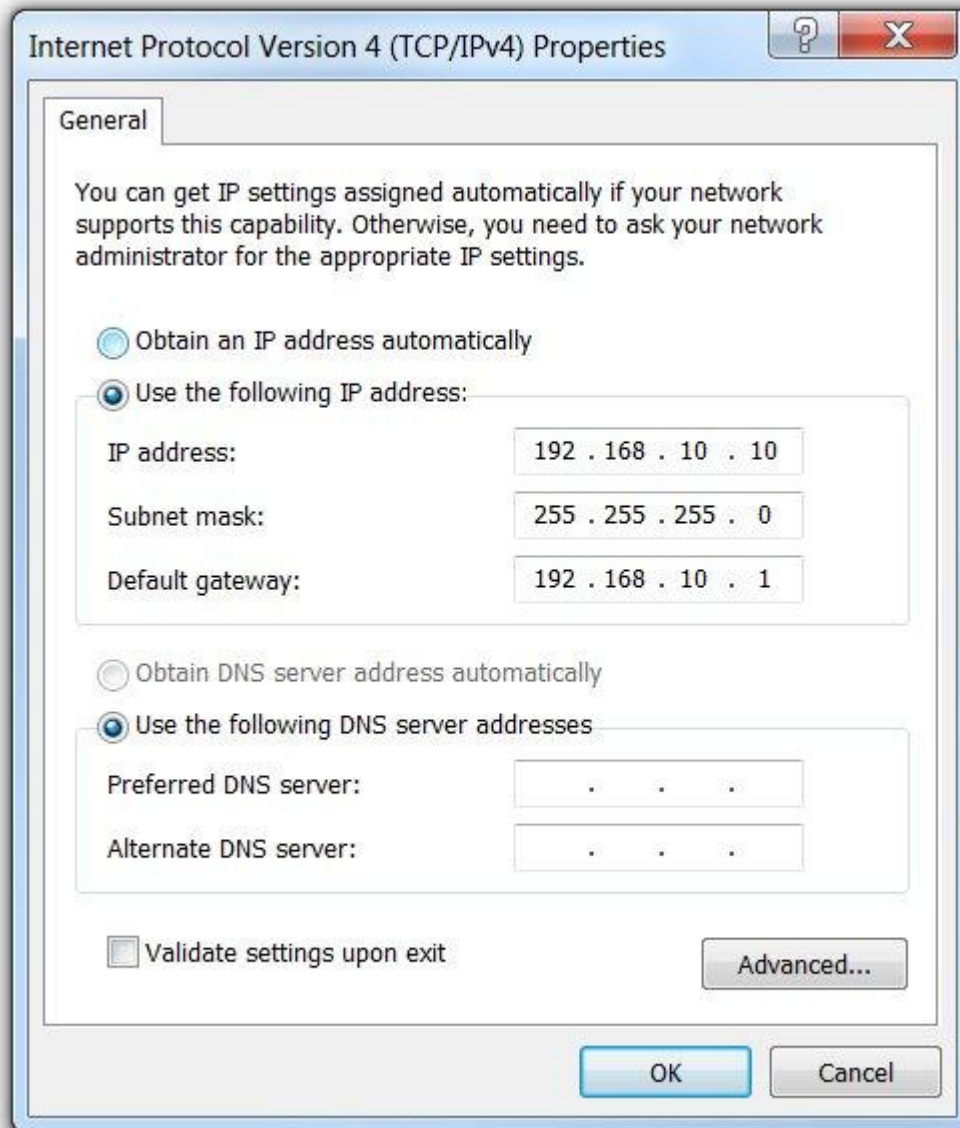 Internet Protocol Version 4 (TCP/IPv4) Properties
General
You can get IP settings assigned automatically if your network
supports this capability. Otherwise, you need to ask your network
administrator for the appropriate IP settings.
Obtain an IP address automatically
Use the following IP address:
IP address: 192 . 168 . 10 . 10
Subnet mask: 255 . 255 . 255 . 0
Default gateway: 192 . 168 . 10 . 1
Obtain DNS server address automatically
Use the following DNS server addresses
Preferred DNS server: . . .
Alternate DNS server: . . .
Validate settings upon exit
Advanced...
OK Cancel